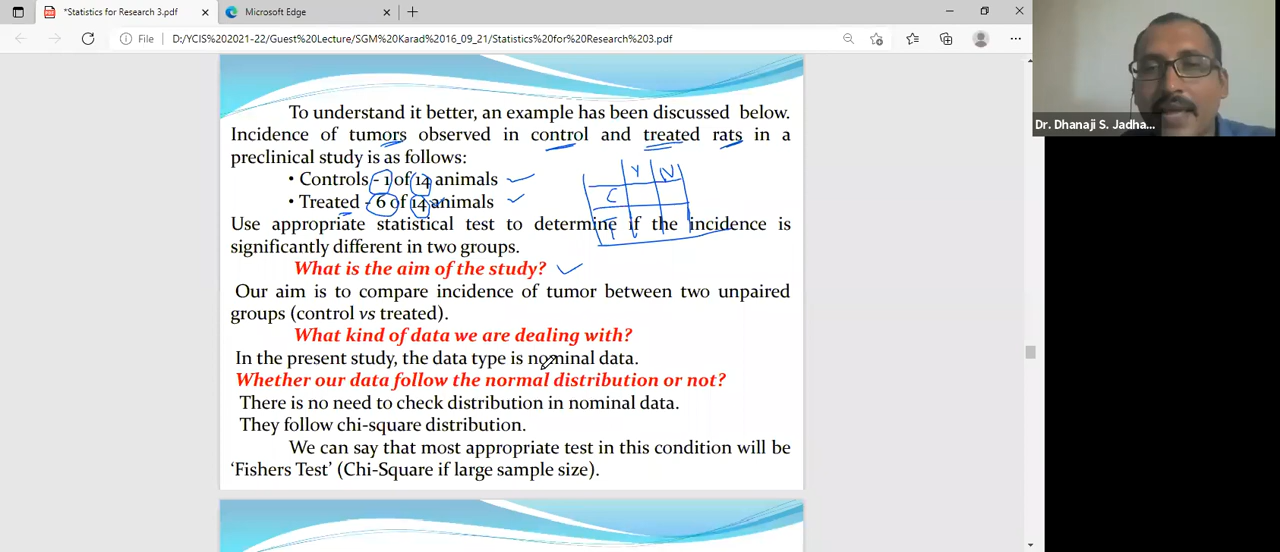 *Statistics for Research 3.pdf
Microsoft Edge
File
D:/YCIS%202021-22/Guest%20Lecture/SGM%20Karad%2016_09_21/Statistics%20for%20Research%203.pdf
To understand it better, an example has been discussed below.
Incidence of tumors observed in control and treated rats in a
preclinical study is as follows:
• Controls - 1 of 14 animals
• Treated - 6 of 14 animals
Y N
C
T
Use appropriate statistical test to determine if the incidence is
significantly different in two groups.
What is the aim of the study?
Our aim is to compare incidence of tumor between two unpaired
groups (control vs treated).
What kind of data we are dealing with?
In the present study, the data type is nominal data.
Whether our data follow the normal distribution or not?
There is no need to check distribution in nominal data.
They follow chi-square distribution.
We can say that most appropriate test in this condition will be
‘Fishers Test’ (Chi-Square if large sample size).
Dr. Dhanaji S. Jadha...